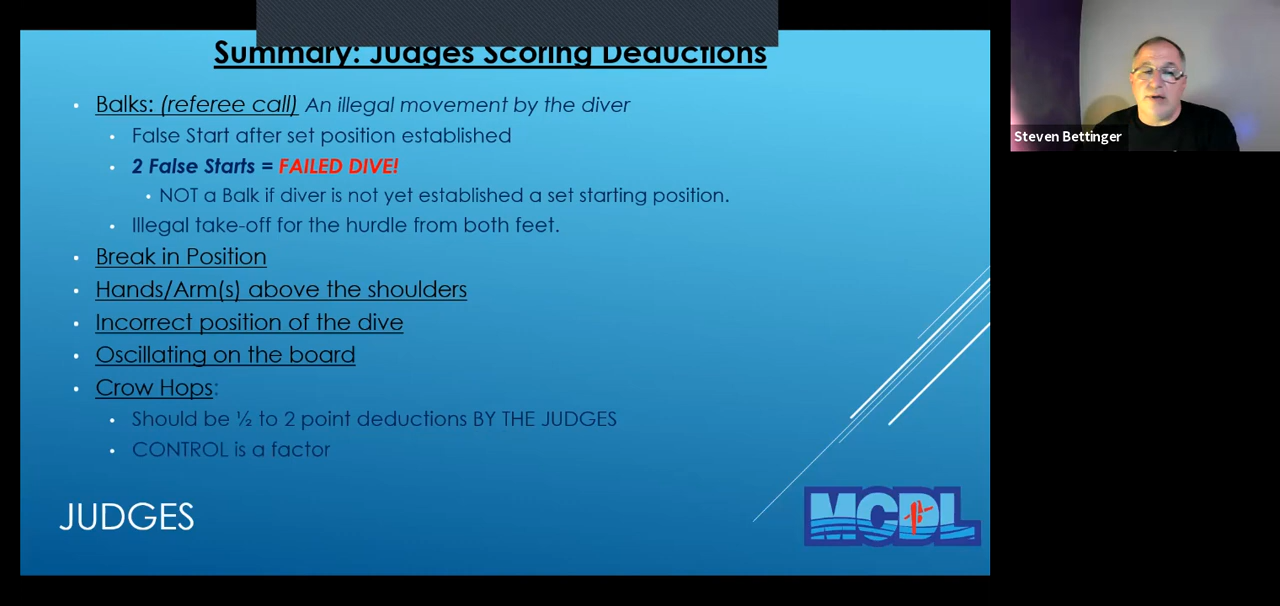 Summary: Judges Scoring Deductions
Steven Bettinger
• Balks: (referee call) An illegal movement by the diver
• False Start after set position established
• 2 False Starts = FAILED DIVE!
• NOT a Balk if diver is not yet established a set starting position.
• Illegal take-off for the hurdle from both feet.
• Break in Position
• Hands/Arm(s) above the shoulders
• Incorrect position of the dive
• Oscillating on the board
• Crow Hops:
• Should be ½ to 2 point deductions BY THE JUDGES
• CONTROL is a factor
JUDGES
MCDL